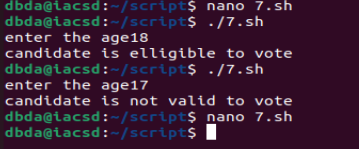 dbda@iacsd:~/script$ nano 7.sh
dbda@iacsd:~/script$ ./7.sh
enter the age18
candidate is elligible to vote
dbda@iacsd:~/script$ ./7.sh
enter the age17
candidate is not valid to vote
dbda@iacsd:~/script$ nano 7.sh
dbda@iacsd:~/script$